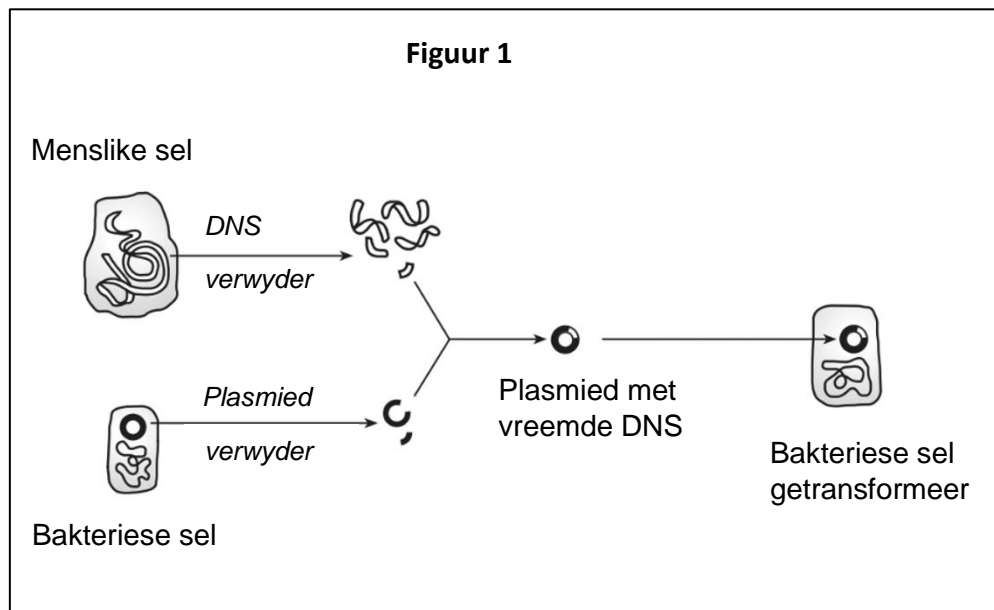 Figuur 1
Menslike sel
DNS
verwyder
Plasmied
verwyder
Bakteriese sel
Plasmied met
vreemde DNS
Bakteriese sel
getransformeer